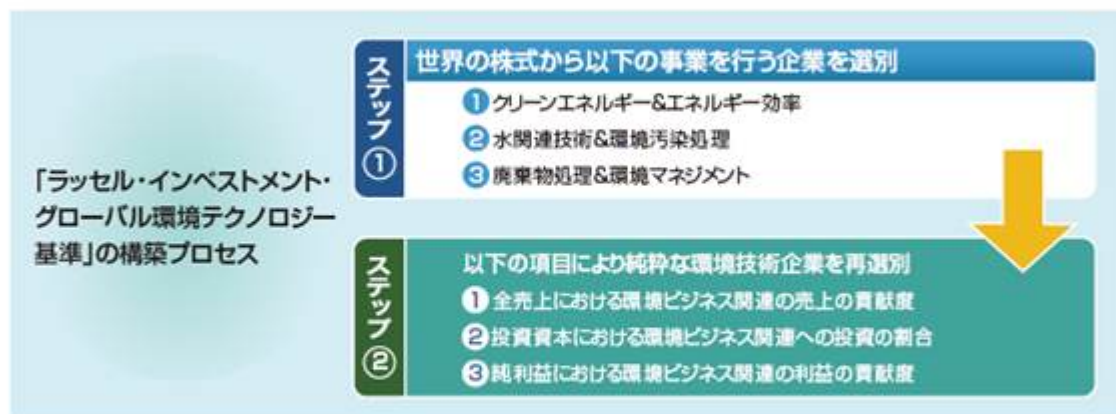 「ラッセル・インベストメント・
グローバル環境テクノロジー
基準」の構築プロセス
ステップ①
世界の株式から以下の事業を行う企業を選別
①クリーンエネルギー&エネルギー効率
②水関連技術&環境汚染処理
③廃棄物処理&環境マネジメント
ステップ②
以下の項目により純粋な環境技術企業を再選別
①全売上における環境ビジネス関連の売上の貢献度
②投資資本における環境ビジネス関連への投資の割合
③純利益における環境ビジネス関連の利益の貢献度